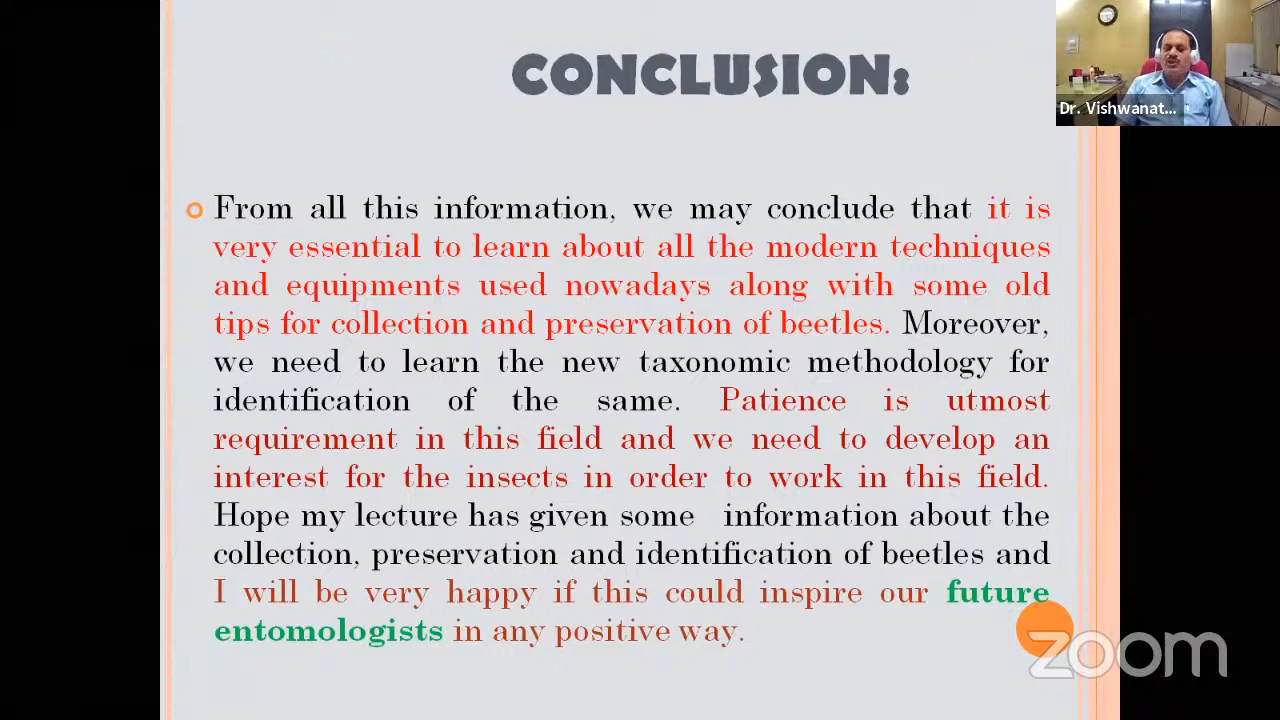 CONCLUSION:
Dr. Vishwanat...
From all this information, we may conclude that it is
very essential to learn about all the modern techniques
and equipments used nowadays along with some old
tips for collection and preservation of beetles. Moreover,
we need to learn the new taxonomic methodology for
identification of the same. Patience is utmost
requirement in this field and we need to develop an
interest for the insects in order to work in this field.
Hope my lecture has given some information about the
collection, preservation and identification of beetles and
I will be very happy if this could inspire our future
entomologists in any positive way.
zoom